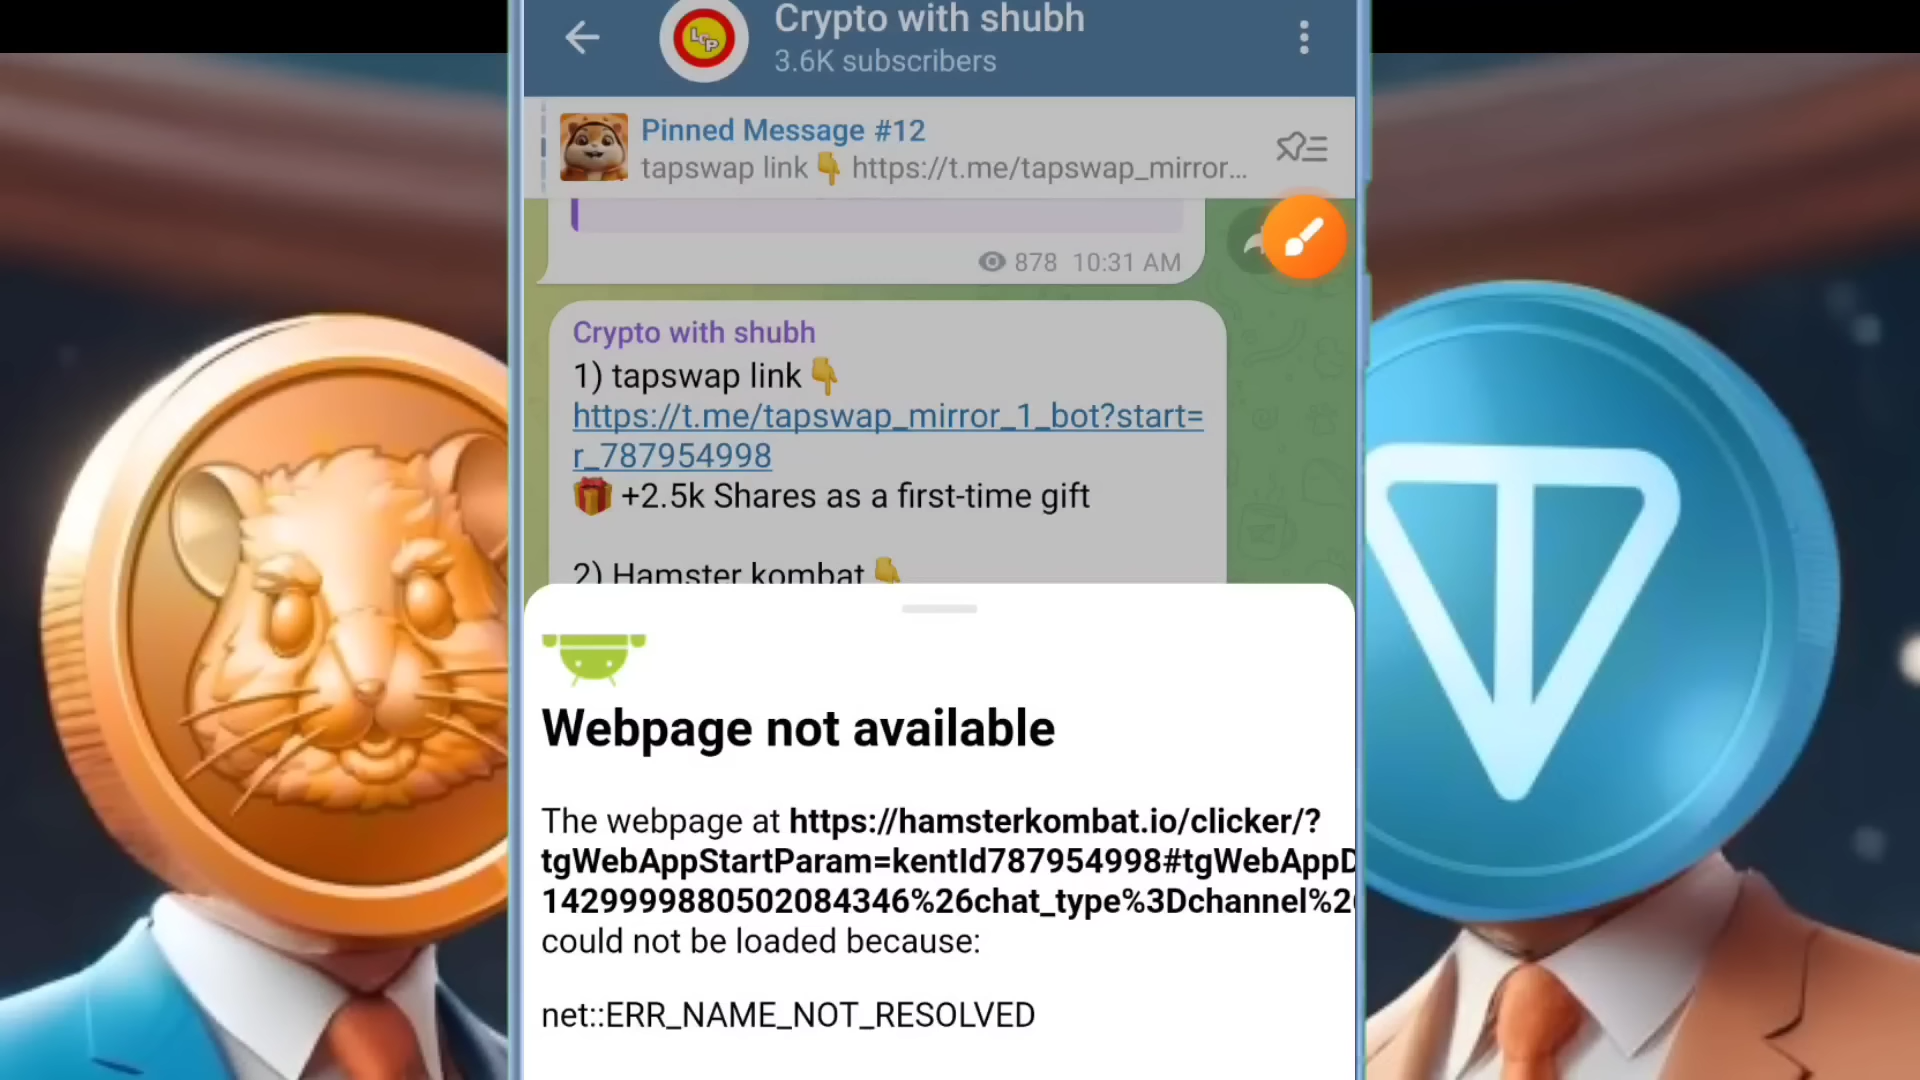 Crypto with shubh
3.6K subscribers
LCP
Pinned Message #12
tapswap link👇 https://t.me/tapswap_mirror...
878 10:31 AM
Crypto with shubh
1) tapswap link👇
https://t.me/tapswap_mirror_1_bot?start=
r_787954998
🎁 +2.5k Shares as a first-time gift
2) Hamster kombat👇
Webpage not available
The webpage at https://hamsterkombat.io/clicker/?
tgWebAppStartParam=kentId787954998#tgWebAppD
1429999880502084346%26chat_type%3Dchannel%2
could not be loaded because:
net::ERR_NAME_NOT_RESOLVED